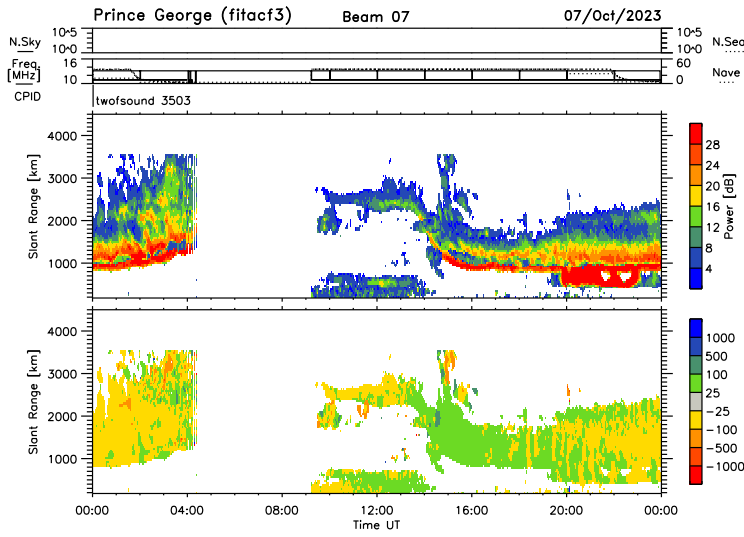 Prince George (fitacf3) Beam 07 07/Oct/2023
N.Sky 10^5 10^0 10^5 10^0 N.Sea
Freq. [MHz] 16 10 60 0 Nave
CPID twofsound 3503
Slant Range [km] 4000 3000 2000 1000
Power [dB] 28 24 20 16 12 8 4
Slant Range [km] 4000 3000 2000 1000
1000 500 100 25 -25 -100 -500 -1000
00:00 04:00 08:00 12:00 16:00 20:00 00:00
Time UT